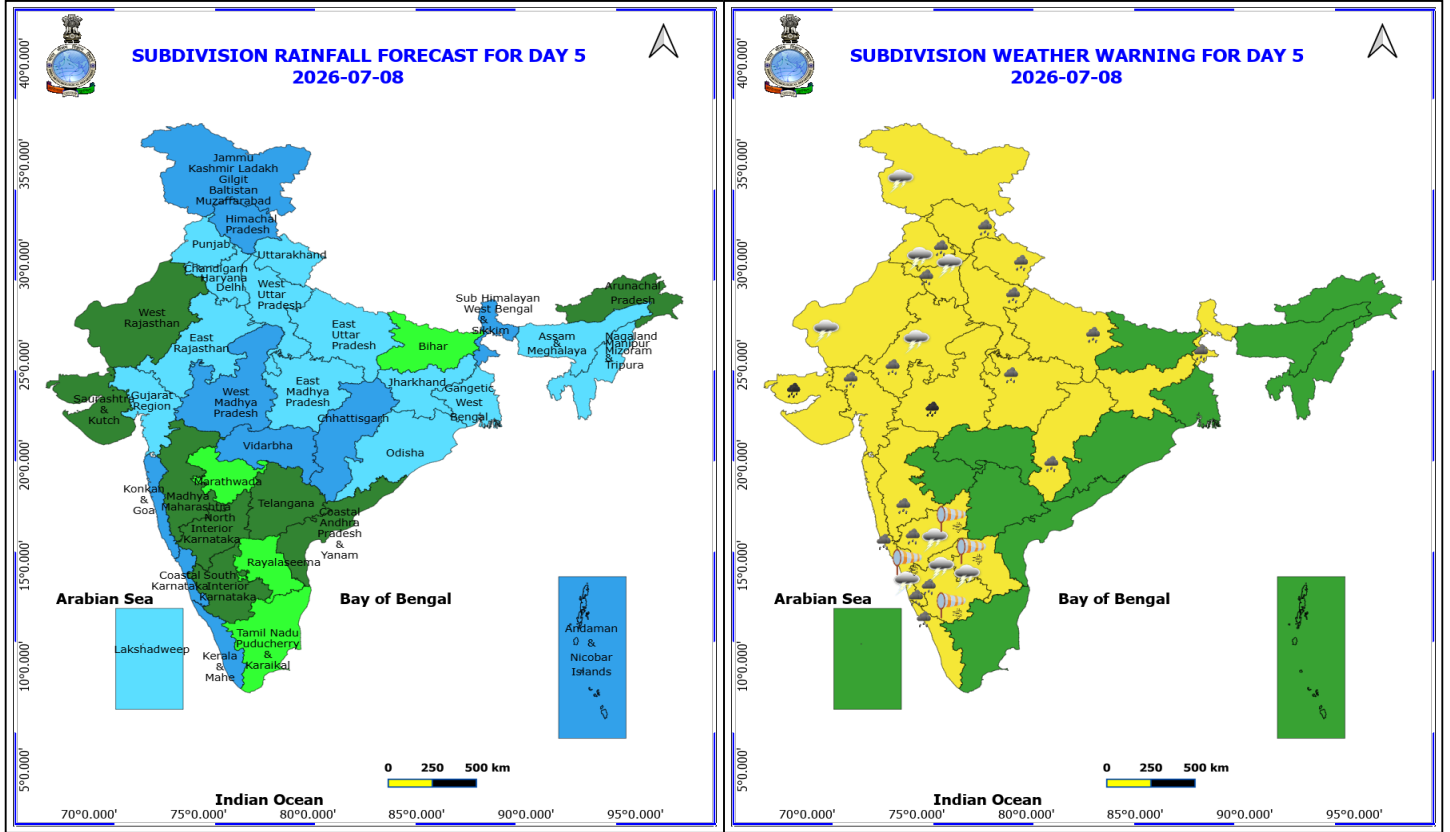 SUBDIVISION RAINFALL FORECAST FOR DAY 5
2026-07-08
40°0.000'
35°0.000'
30°0.000'
25°0.000'
20°0.000'
15°0.000'
10°0.000'
5°0.000'
Jammu
Kashmir Ladakh
Gilgit
Baltistan
Muzaffarabad
Himachal
Pradesh
Punjab
Uttarakhand
Chandigarh
Haryana
Delhi
West
Uttar
Pradesh
West
Rajasthan
East
Rajasthan
East
Uttar
Pradesh
Bihar
Sub Himalayan
West Bengal
&
Sikkim
Arunachal
Pradesh
Assam
&
Meghalaya
Nagaland
Manipur
Mizoram
&
Tripura
Saurashtra
&
Kutch
Gujarat
Region
West
Madhya
Pradesh
East
Madhya
Pradesh
Jharkhand
Gangetic
West
Bengal
Chhattisgarh
Odisha
Vidarbha
Konkan
&
Goa
Madhya
Maharashtra
Marathwada
Telangana
North
Interior
Karnataka
Coastal
Andhra
Pradesh
&
Yanam
Rayalaseema
Coastal
Karnataka
South
Interior
Karnataka
Tamil Nadu
Puducherry
&
Karaikal
Kerala
&
Mahe
Arabian Sea
Bay of Bengal
Lakshadweep
Andaman
&
Nicobar
Islands
0 250 500 km
Indian Ocean
70°0.000' 75°0.000' 80°0.000' 85°0.000' 90°0.000' 95°0.000'
SUBDIVISION WEATHER WARNING FOR DAY 5
2026-07-08
40°0.000'
35°0.000'
30°0.000'
25°0.000'
20°0.000'
15°0.000'
10°0.000'
5°0.000'
Arabian Sea
Bay of Bengal
0 250 500 km
Indian Ocean
70°0.000' 75°0.000' 80°0.000' 85°0.000' 90°0.000' 95°0.000'